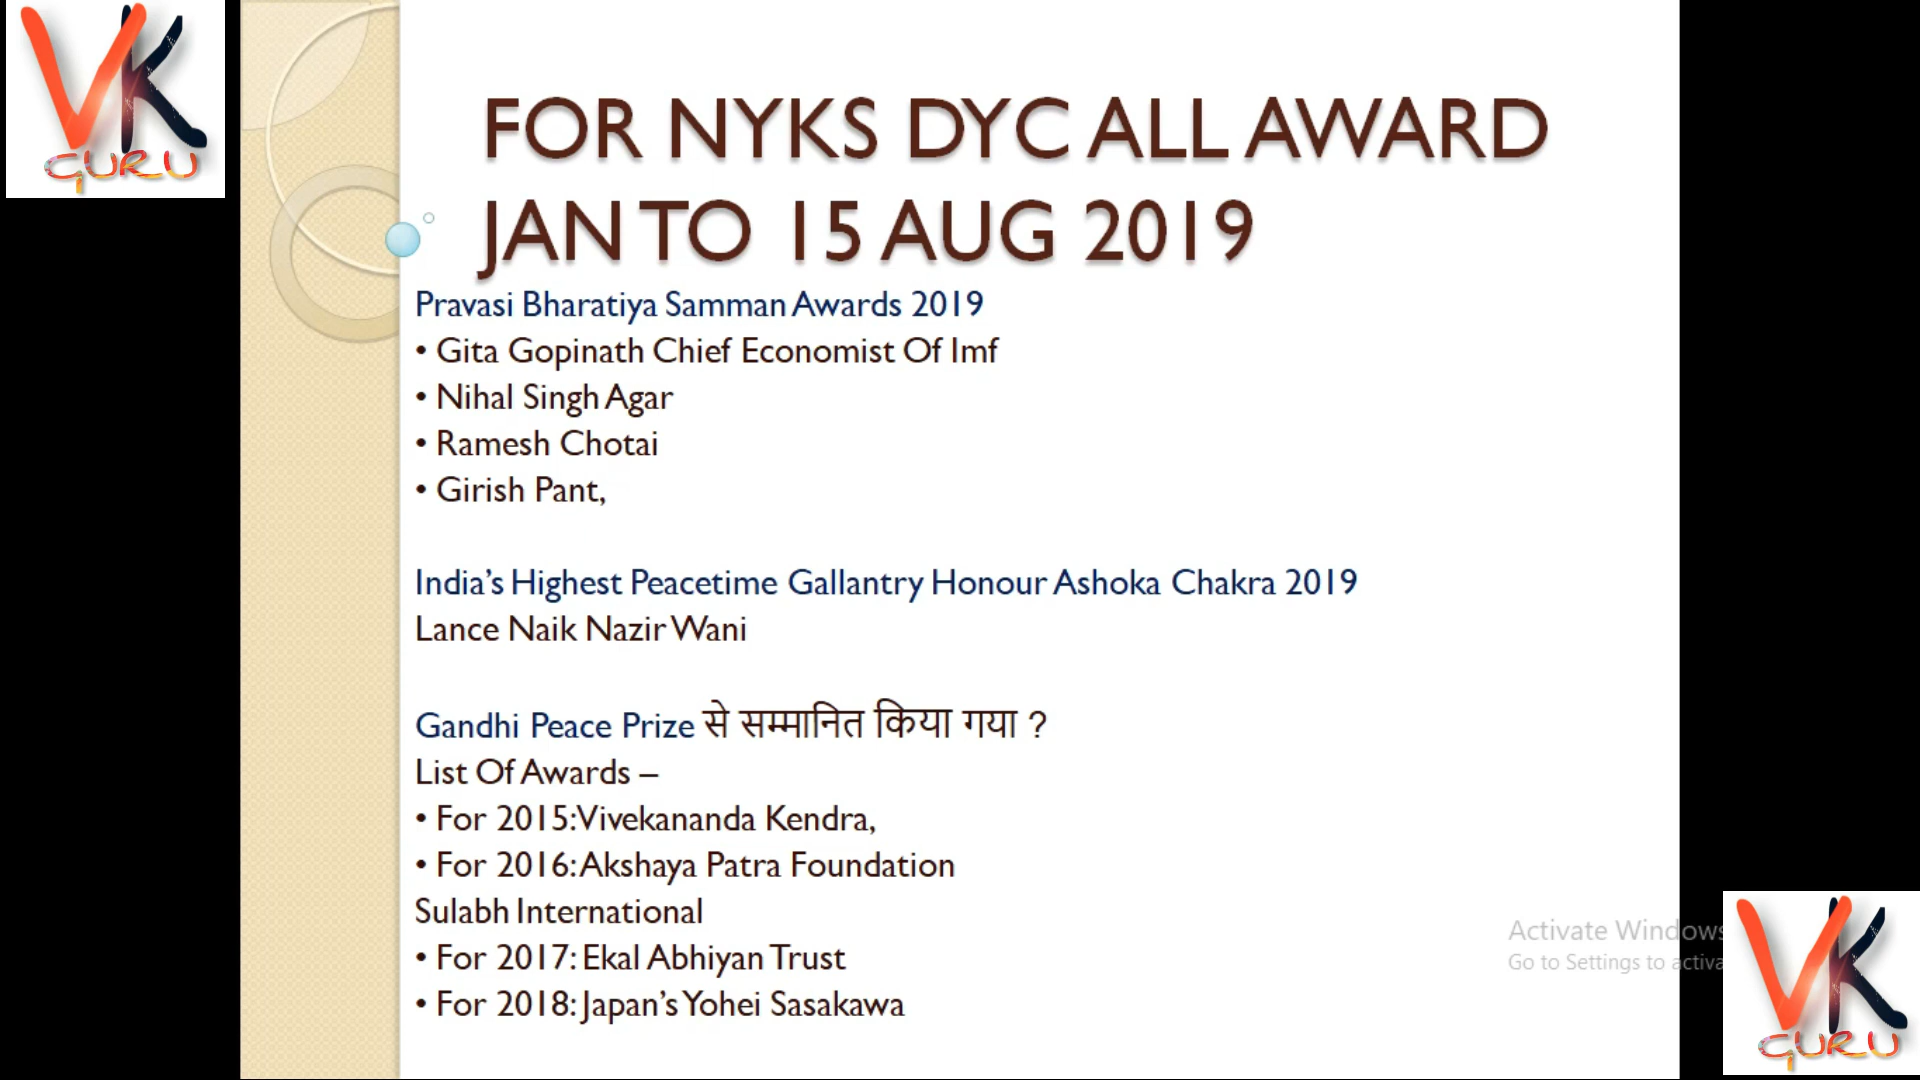 VK
GURU
FOR NYKS DYC ALL AWARD
JAN TO 15 AUG 2019
Pravasi Bharatiya Samman Awards 2019
• Gita Gopinath Chief Economist Of Imf
• Nihal Singh Agar
• Ramesh Chotai
• Girish Pant,
India's Highest Peacetime Gallantry Honour Ashoka Chakra 2019
Lance Naik Nazir Wani
Gandhi Peace Prize से सम्मानित किया गया ?
List Of Awards –
• For 2015: Vivekananda Kendra,
• For 2016: Akshaya Patra Foundation
Sulabh International
• For 2017: Ekal Abhiyan Trust
• For 2018: Japan's Yohei Sasakawa
Activate Windows
Go to Settings to activa
VK
GURU